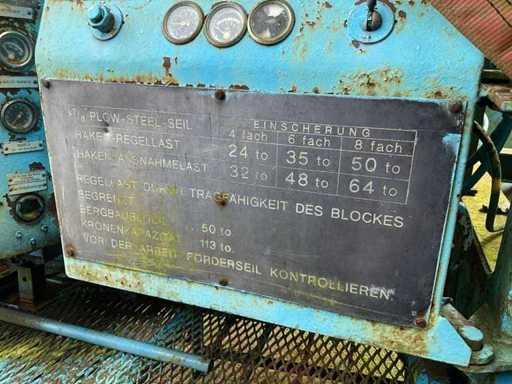 PLOW-STEEL-SEIL
EINSCHERUNG
4 fach 6 fach 8 fach
HAKEN-REGELLAST 24 to 35 to 50 to
HAKEN-AUSNAHMELAST 32 to 48 to 64 to
REGELLAST DURCH TRAGFÄHIGKEIT DES BLOCKES
BEGRENZT
50 to
113 to.
VOR DER ARBEIT FÖRDERSEIL KONTROLLIEREN.